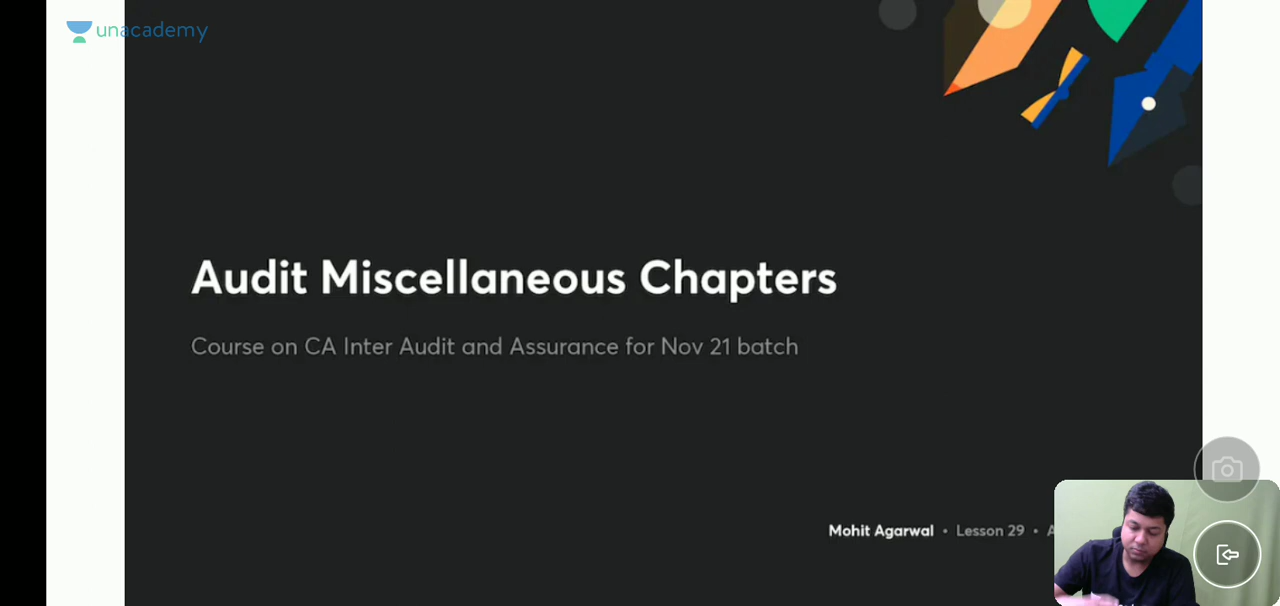 unacademy
Audit Miscellaneous Chapters
Course on CA Inter Audit and Assurance for Nov 21 batch
Mohit Agarwal • Lesson 29 •